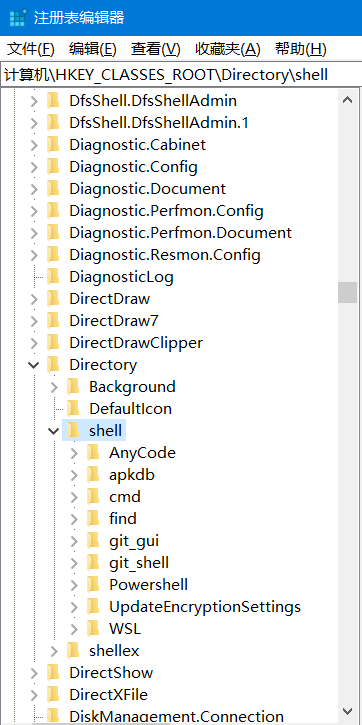 注册表编辑器
文件(F) 编辑(E) 查看(V) 收藏夹(A) 帮助(H)
计算机\HKEY_CLASSES_ROOT\Directory\shell
DfsShell.DfsShellAdmin
DfsShell.DfsShellAdmin.1
Diagnostic.Cabinet
Diagnostic.Config
Diagnostic.Document
Diagnostic.Perfmon.Config
Diagnostic.Perfmon.Document
Diagnostic.Resmon.Config
DiagnosticLog
DirectDraw
DirectDraw7
DirectDrawClipper
Directory
Background
DefaultIcon
shell
AnyCode
apkdb
cmd
find
git_gui
git_shell
Powershell
UpdateEncryptionSettings
WSL
shellex
DirectShow
DirectXFile
DiskManagement.Connection